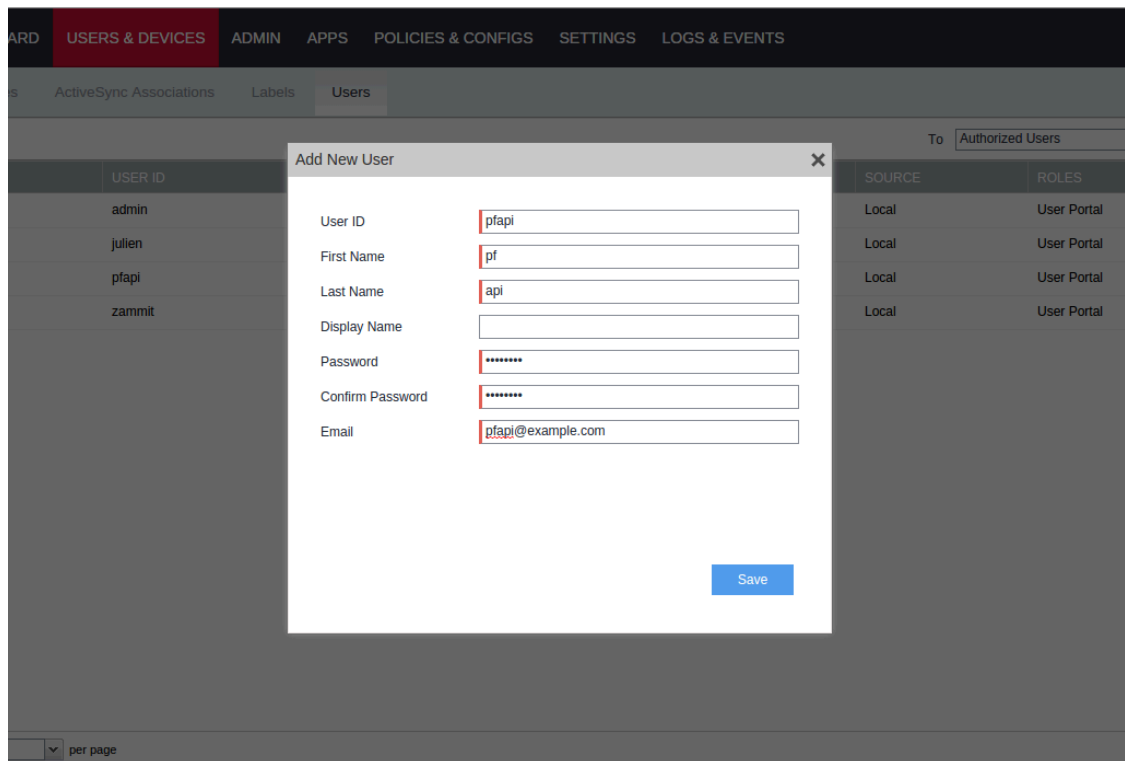 ARD USERS & DEVICES ADMIN APPS POLICIES & CONFIGS SETTINGS LOGS & EVENTS
es ActiveSync Associations Labels Users
To Authorized Users
Add New User
USER ID SOURCE ROLES
admin Local User Portal
julien Local User Portal
pfapi Local User Portal
zammit Local User Portal
User ID pfapi
First Name pf
Last Name api
Display Name
Password ••••••••
Confirm Password ••••••••
Email pfapi@example.com
Save
per page